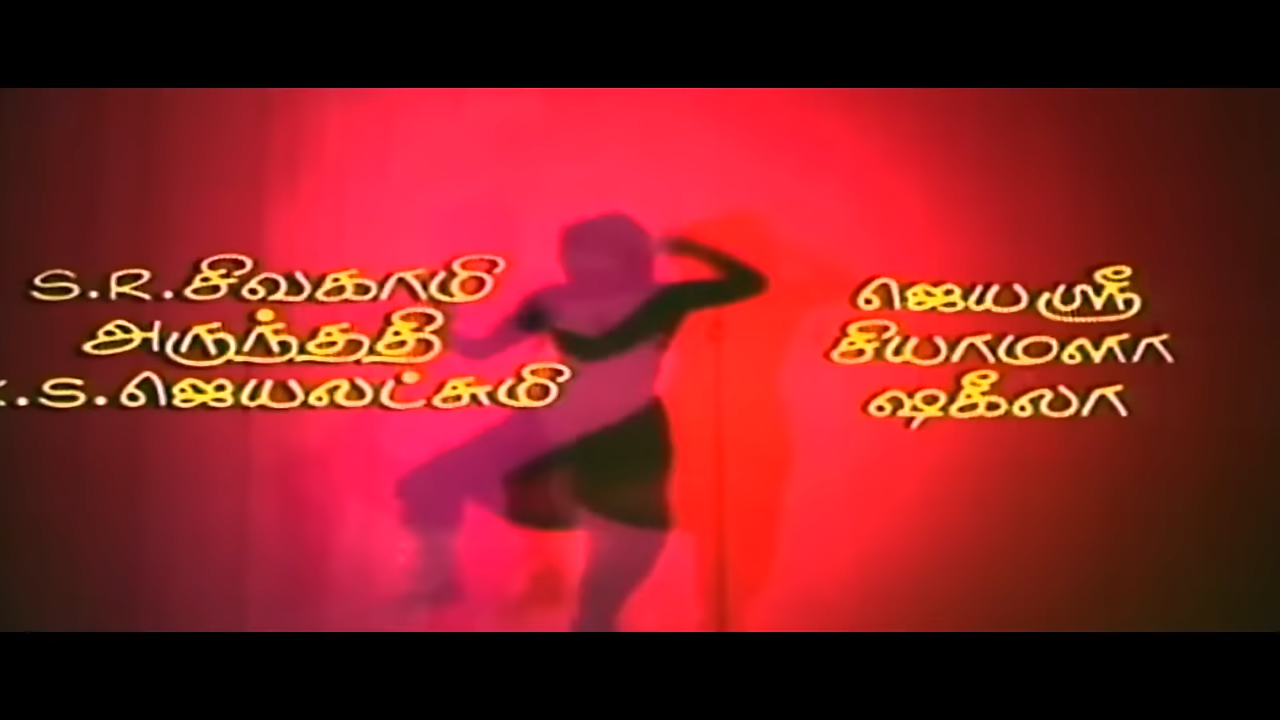 S.R.சிவகாமி
அருந்ததி
.S.ஜெயலட்சுமி
ஜெயஸ்ரீ
சியாமளா
ஷகீலா